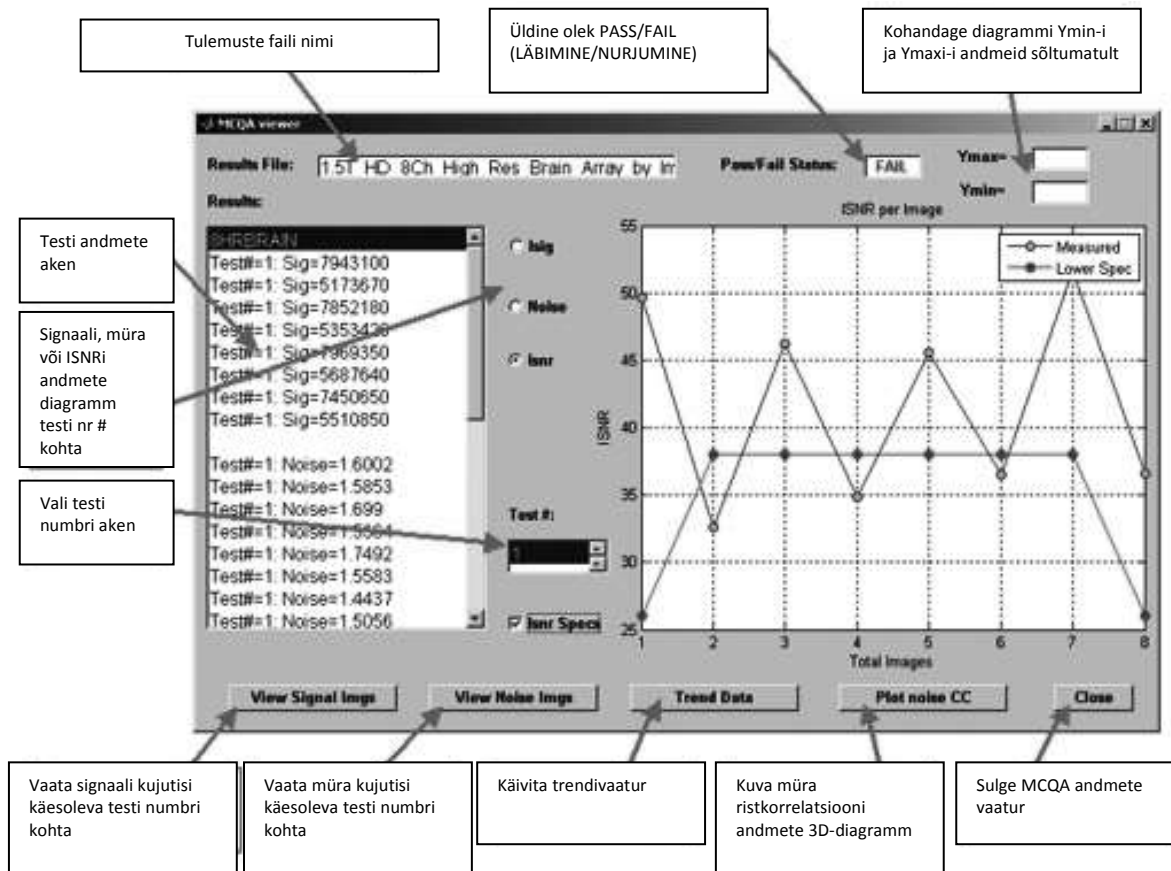 Tulemuste faili nimi
Üldine olek PASS/FAIL
(LÄBIMINE/NURJUMINE)
Kohandage diagrammi Ymin-i
ja Ymaxi-i andmeid sõltumatult
MCQA viewer
Results File:
1.5T HD 8Ch High Res Brain Array by Im
Pass/Fail Status:
FAIL
Ymax=
Ymin=
Results:
8HRBRAIN
Test#=1: Sig=7943100
Test#=1: Sig=5173670
Test#=1: Sig=7852180
Test#=1:
Test#=1: Sig=7969350
Test#=1: Sig=5687640
Test#=1: Sig=7450650
Test#=1: Sig=5510850
Test#=1: Noise=1.6002
Test#=1: Noise=1.5853
Test#=1: Noise=1.699
Test#=1:
Test#=1: Noise=1.7492
Test#=1: Noise=1.5583
Test#=1: Noise=1.4437
Test#=1: Noise=1.5056
Isig
Noise
Isnr
Test #:
1
Isnr Specs
ISNR per Image
Measured
Lower Spec
55
50
45
40
35
30
25
ISNR
1 2 3 4 5 6 7 8
Total Images
View Signal Imgs
View Noise Imgs
Trend Data
Plot noise CC
Close
Testi andmete
aken
Signaali, müra
või ISNRi
andmete
diagramm
testi nr #
kohta
Vali testi
numbri aken
Vaata signaali kujutisi
käesoleva testi numbri
kohta
Vaata müra kujutisi
käesoleva testi numbri
kohta
Käivita trendivaatur
Kuva müra
ristkorrelatsiooni
andmete 3D-diagramm
Sulge MCQA andmete
vaatur